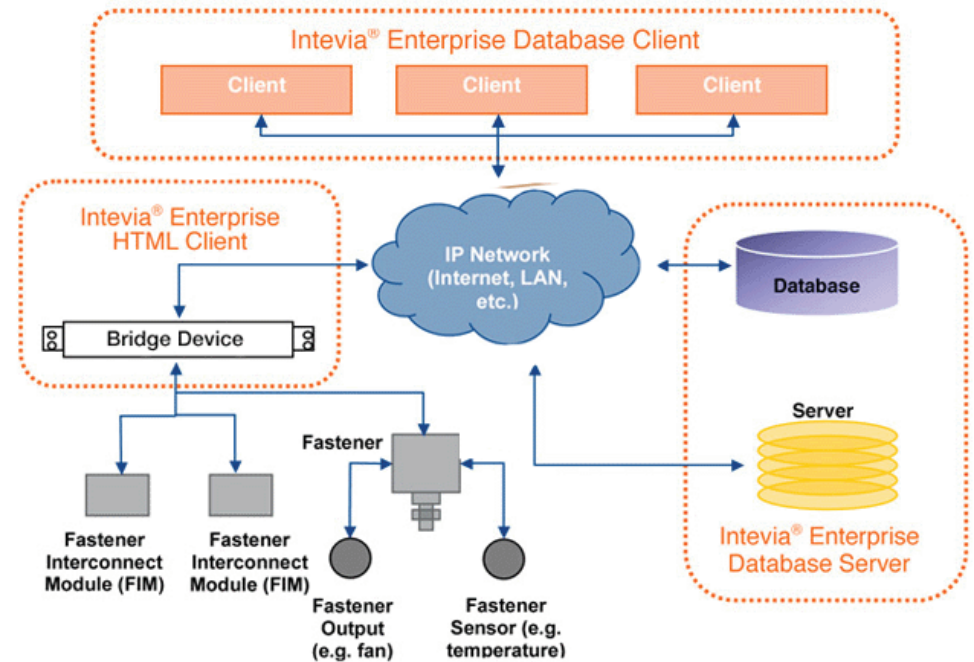 Intevia® Enterprise Database Client
Client
Client
Client
Intevia® Enterprise
HTML Client
IP Network
(Internet, LAN,
etc.)
Database
Bridge Device
Server
Fastener
Fastener
Interconnect
Module (FIM)
Fastener
Interconnect
Module (FIM)
Fastener
Output
(e.g. fan)
Fastener
Sensor (e.g.
temperature)
Intevia® Enterprise
Database Server